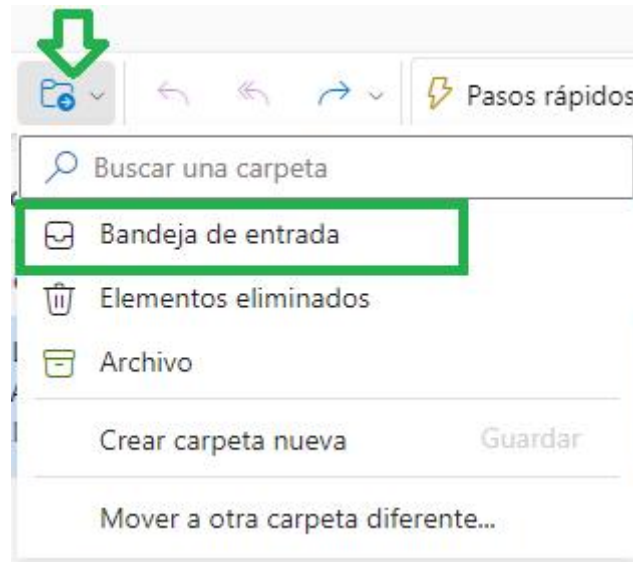 Pasos rápidos
Buscar una carpeta
Bandeja de entrada
Elementos eliminados
Archivo
Crear carpeta nueva Guardar
Mover a otra carpeta diferente...